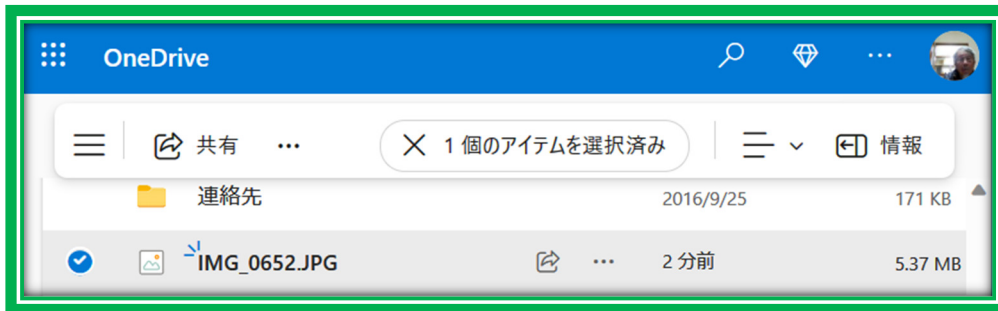 OneDrive
共有
1 個のアイテムを選択済み
情報
連絡先 2016/9/25 171 KB
IMG_0652.JPG 2 分前 5.37 MB